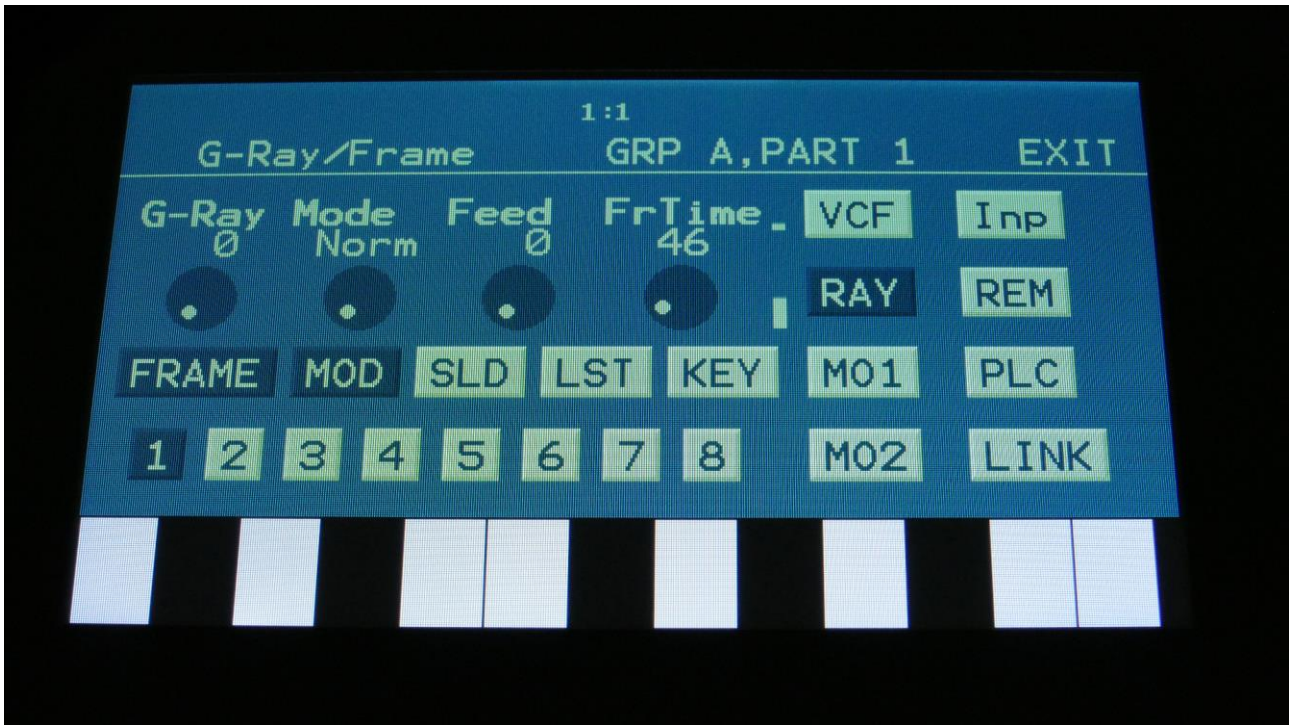 1:1
G-Ray/Frame GRP A,PART 1 EXIT
G-Ray Mode Feed FrTime VCF Inp
0 Norm 0 46
RAY REM
FRAME MOD SLD LST KEY MO1 PLC
1 2 3 4 5 6 7 8 MO2 LINK